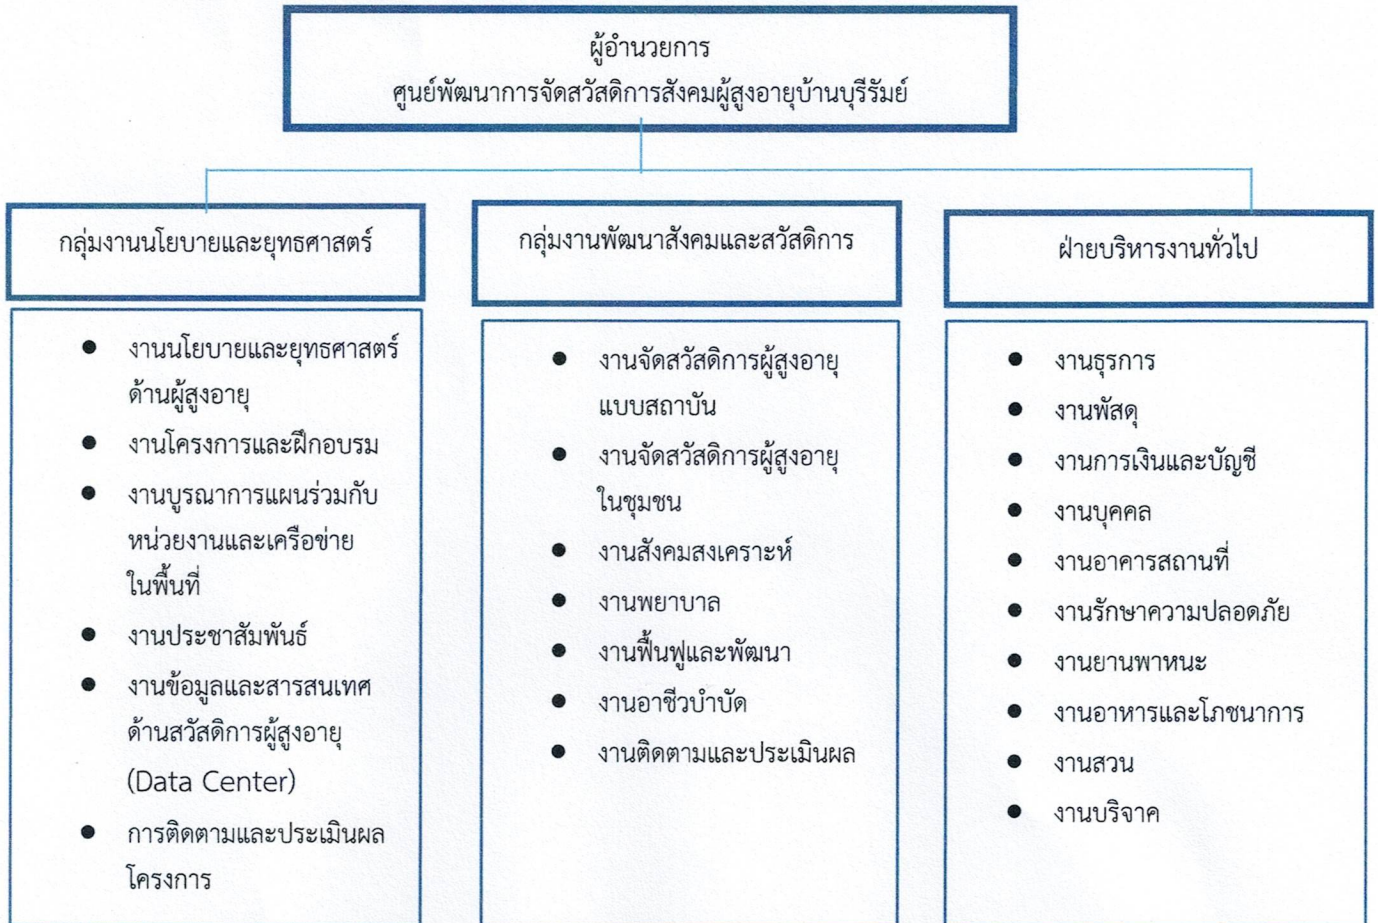 ผู้อำนวยการ
ศูนย์พัฒนาการจัดสวัสดิการสังคมผู้สูงอายุบ้านบุรีรัมย์
กลุ่มงานนโยบายและยุทธศาสตร์
● งานนโยบายและยุทธศาสตร์
ด้านผู้สูงอายุ
● งานโครงการและฝึกอบรม
● งานบูรณาการแผนร่วมกับ
หน่วยงานและเครือข่าย
ในพื้นที่
● งานประชาสัมพันธ์
● งานข้อมูลและสารสนเทศ
ด้านสวัสดิการผู้สูงอายุ
(Data Center)
● การติดตามและประเมินผล
โครงการ
กลุ่มงานพัฒนาสังคมและสวัสดิการ
● งานจัดสวัสดิการผู้สูงอายุ
แบบสถาบัน
● งานจัดสวัสดิการผู้สูงอายุ
ในชุมชน
● งานสังคมสงเคราะห์
● งานพยาบาล
● งานฟื้นฟูและพัฒนา
● งานอาชีวบำบัด
● งานติดตามและประเมินผล
ฝ่ายบริหารงานทั่วไป
● งานธุรการ
● งานพัสดุ
● งานการเงินและบัญชี
● งานบุคคล
● งานอาคารสถานที่
● งานรักษาความปลอดภัย
● งานยานพาหนะ
● งานอาหารและโภชนาการ
● งานสวน
● งานบริจาค